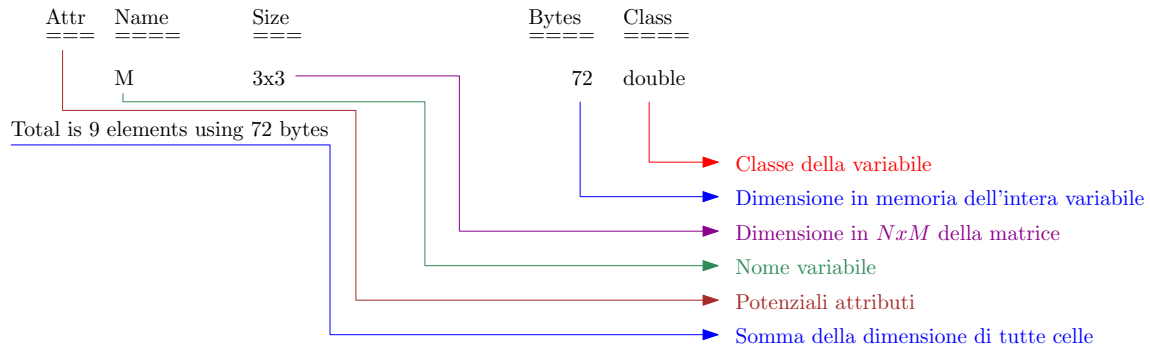 Attr Name Size Bytes Class
=== ==== === ==== ====
M 3x3 72 double
Total is 9 elements using 72 bytes
Classe della variabile
Dimensione in memoria dell'intera variabile
Dimensione in NxM della matrice
Nome variabile
Potenziali attributi
Somma della dimensione di tutte celle